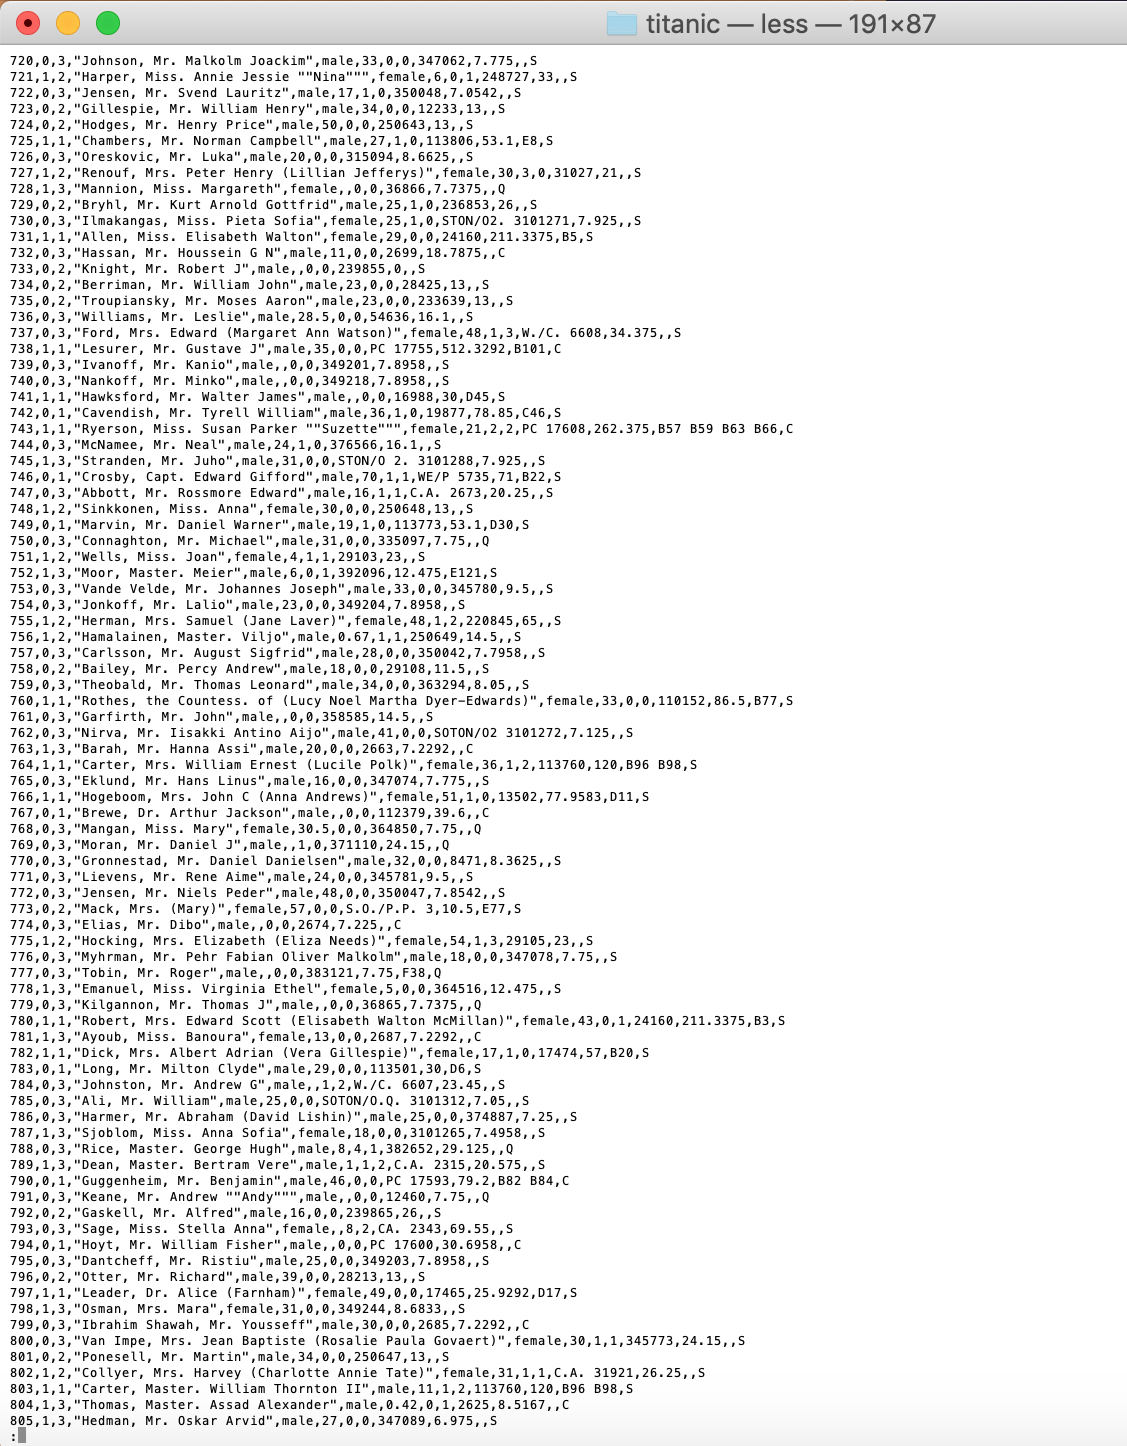 titanic — less — 191×87
720,0,3,"Johnson, Mr. Malkolm Joackim",male,33,0,0,347062,7.775,,S
721,1,2,"Harper, Miss. Annie Jessie ""Nina""",female,6,0,1,248727,33,,S
722,0,3,"Jensen, Mr. Svend Lauritz",male,17,1,0,350048,7.0542,,S
723,0,2,"Gillespie, Mr. William Henry",male,34,0,0,12233,13,,S
724,0,2,"Hodges, Mr. Henry Price",male,50,0,0,250643,13,,S
725,1,1,"Chambers, Mr. Norman Campbell",male,27,1,0,113806,53.1,E8,S
726,0,3,"Oreskovic, Mr. Luka",male,20,0,0,315094,8.6625,,S
727,1,2,"Renouf, Mrs. Peter Henry (Lillian Jefferys)",female,30,3,0,31027,21,,S
728,1,3,"Mannion, Miss. Margareth",female,,0,0,36866,7.7375,,Q
729,0,2,"Bryhl, Mr. Kurt Arnold Gottfrid",male,25,1,0,236853,26,,S
730,0,3,"Ilmakangas, Miss. Pieta Sofia",female,25,1,0,STON/O2. 3101271,7.925,,S
731,1,1,"Allen, Miss. Elisabeth Walton",female,29,0,0,24160,211.3375,B5,S
732,0,3,"Hassan, Mr. Houssein G N",male,11,0,0,2699,18.7875,,C
733,0,2,"Knight, Mr. Robert J",male,,0,0,239855,0,,S
734,0,2,"Berriman, Mr. William John",male,23,0,0,28425,13,,S
735,0,2,"Troupiansky, Mr. Moses Aaron",male,23,0,0,233639,13,,S
736,0,3,"Williams, Mr. Leslie",male,28.5,0,0,54636,16.1,,S
737,0,3,"Ford, Mrs. Edward (Margaret Ann Watson)",female,48,1,3,W./C. 6608,34.375,,S
738,1,1,"Lesurer, Mr. Gustave J",male,35,0,0,PC 17755,512.3292,B101,C
739,0,3,"Ivanoff, Mr. Kanio",male,,0,0,349201,7.8958,,S
740,0,3,"Nankoff, Mr. Minko",male,,0,0,349218,7.8958,,S
741,1,1,"Hawksford, Mr. Walter James",male,,0,0,16988,30,D45,S
742,0,1,"Cavendish, Mr. Tyrell William",male,36,1,0,19877,78.85,C46,S
743,1,1,"Ryerson, Miss. Susan Parker ""Suzette""",female,21,2,2,PC 17608,262.375,B57 B59 B63 B66,C
744,0,3,"McNamee, Mr. Neal",male,24,1,0,376566,16.1,,S
745,1,3,"Stranden, Mr. Juho",male,31,0,0,STON/O 2. 3101288,7.925,,S
746,0,1,"Crosby, Capt. Edward Gifford",male,70,1,1,WE/P 5735,71,B22,S
747,0,3,"Abbott, Mr. Rossmore Edward",male,16,1,1,C.A. 2673,20.25,,S
748,1,2,"Sinkkonen, Miss. Anna",female,30,0,0,250648,13,,S
749,0,1,"Marvin, Mr. Daniel Warner",male,19,1,0,113773,53.1,D30,S
750,0,3,"Connaghton, Mr. Michael",male,31,0,0,335097,7.75,,Q
751,1,2,"Wells, Miss. Joan",female,4,1,1,29103,23,,S
752,1,3,"Moor, Master. Meier",male,6,0,1,392096,12.475,E121,S
753,0,3,"Vande Velde, Mr. Johannes Joseph",male,33,0,0,345780,9.5,,S
754,0,3,"Jonkoff, Mr. Lalio",male,23,0,0,349204,7.8958,,S
755,1,2,"Herman, Mrs. Samuel (Jane Laver)",female,48,1,2,220845,65,,S
756,1,2,"Hamalainen, Master. Viljo",male,0.67,1,1,250649,14.5,,S
757,0,3,"Carlsson, Mr. August Sigfrid",male,28,0,0,350042,7.7958,,S
758,0,2,"Bailey, Mr. Percy Andrew",male,18,0,0,29108,11.5,,S
759,0,3,"Theobald, Mr. Thomas Leonard",male,34,0,0,363294,8.05,,S
760,1,1,"Rothes, the Countess. of (Lucy Noel Martha Dyer-Edwards)",female,33,0,0,110152,86.5,B77,S
761,0,3,"Garfirth, Mr. John",male,,0,0,358585,14.5,,S
762,0,3,"Nirva, Mr. Iisakki Antino Aijo",male,41,0,0,SOTON/O2 3101272,7.125,,S
763,1,3,"Barah, Mr. Hanna Assi",male,20,0,0,2663,7.2292,,C
764,1,1,"Carter, Mrs. William Ernest (Lucile Polk)",female,36,1,2,113760,120,B96 B98,S
765,0,3,"Eklund, Mr. Hans Linus",male,16,0,0,347074,7.775,,S
766,1,1,"Hogeboom, Mrs. John C (Anna Andrews)",female,51,1,0,13502,77.9583,D11,S
767,0,1,"Brewe, Dr. Arthur Jackson",male,,0,0,112379,39.6,,C
768,0,3,"Mangan, Miss. Mary",female,30.5,0,0,364850,7.75,,Q
769,0,3,"Moran, Mr. Daniel J",male,,1,0,371110,24.15,,Q
770,0,3,"Gronnestad, Mr. Daniel Danielsen",male,32,0,0,8471,8.3625,,S
771,0,3,"Lievens, Mr. Rene Aime",male,24,0,0,345781,9.5,,S
772,0,3,"Jensen, Mr. Niels Peder",male,48,0,0,350047,7.8542,,S
773,0,2,"Mack, Mrs. (Mary)",female,57,0,0,S.O./P.P. 3,10.5,E77,S
774,0,3,"Elias, Mr. Dibo",male,,0,0,2674,7.225,,C
775,1,2,"Hocking, Mrs. Elizabeth (Eliza Needs)",female,54,1,3,29105,23,,S
776,0,3,"Myhrman, Mr. Pehr Fabian Oliver Malkolm",male,18,0,0,347078,7.75,,S
777,0,3,"Tobin, Mr. Roger",male,,0,0,383121,7.75,F38,Q
778,1,3,"Emanuel, Miss. Virginia Ethel",female,5,0,0,364516,12.475,,S
779,0,3,"Kilgannon, Mr. Thomas J",male,,0,0,36865,7.7375,,Q
780,1,1,"Robert, Mrs. Edward Scott (Elisabeth Walton McMillan)",female,43,0,1,24160,211.3375,B3,S
781,1,3,"Ayoub, Miss. Banoura",female,13,0,0,2687,7.2292,,C
782,1,1,"Dick, Mrs. Albert Adrian (Vera Gillespie)",female,17,1,0,17474,57,B20,S
783,0,1,"Long, Mr. Milton Clyde",male,29,0,0,113501,30,D6,S
784,0,3,"Johnston, Mr. Andrew G",male,,1,2,W./C. 6607,23.45,,S
785,0,3,"Ali, Mr. William",male,25,0,0,SOTON/O.Q. 3101312,7.05,,S
786,0,3,"Harmer, Mr. Abraham (David Lishin)",male,25,0,0,374887,7.25,,S
787,1,3,"Sjoblom, Miss. Anna Sofia",female,18,0,0,3101265,7.4958,,S
788,0,3,"Rice, Master. George Hugh",male,8,4,1,382652,29.125,,Q
789,1,3,"Dean, Master. Bertram Vere",male,1,1,2,C.A. 2315,20.575,,S
790,0,1,"Guggenheim, Mr. Benjamin",male,46,0,0,PC 17593,79.2,B82 B84,C
791,0,3,"Keane, Mr. Andrew ""Andy""",male,,0,0,12460,7.75,,Q
792,0,2,"Gaskell, Mr. Alfred",male,16,0,0,239865,26,,S
793,0,3,"Sage, Miss. Stella Anna",female,,8,2,CA. 2343,69.55,,S
794,0,1,"Hoyt, Mr. William Fisher",male,,0,0,PC 17600,30.6958,,C
795,0,3,"Dantcheff, Mr. Ristiu",male,25,0,0,349203,7.8958,,S
796,0,2,"Otter, Mr. Richard",male,39,0,0,28213,13,,S
797,1,1,"Leader, Dr. Alice (Farnham)",female,49,0,0,17465,25.9292,D17,S
798,1,3,"Osman, Mrs. Mara",female,31,0,0,349244,8.6833,,S
799,0,3,"Ibrahim Shawah, Mr. Yousseff",male,30,0,0,2685,7.2292,,C
800,0,3,"Van Impe, Mrs. Jean Baptiste (Rosalie Paula Govaert)",female,30,1,1,345773,24.15,,S
801,0,2,"Ponesell, Mr. Martin",male,34,0,0,250647,13,,S
802,1,2,"Collyer, Mrs. Harvey (Charlotte Annie Tate)",female,31,1,1,C.A. 31921,26.25,,S
803,1,1,"Carter, Master. William Thornton II",male,11,1,2,113760,120,B96 B98,S
804,1,3,"Thomas, Master. Assad Alexander",male,0.42,0,1,2625,8.5167,,C
805,1,3,"Hedman, Mr. Oskar Arvid",male,27,0,0,347089,6.975,,S
: